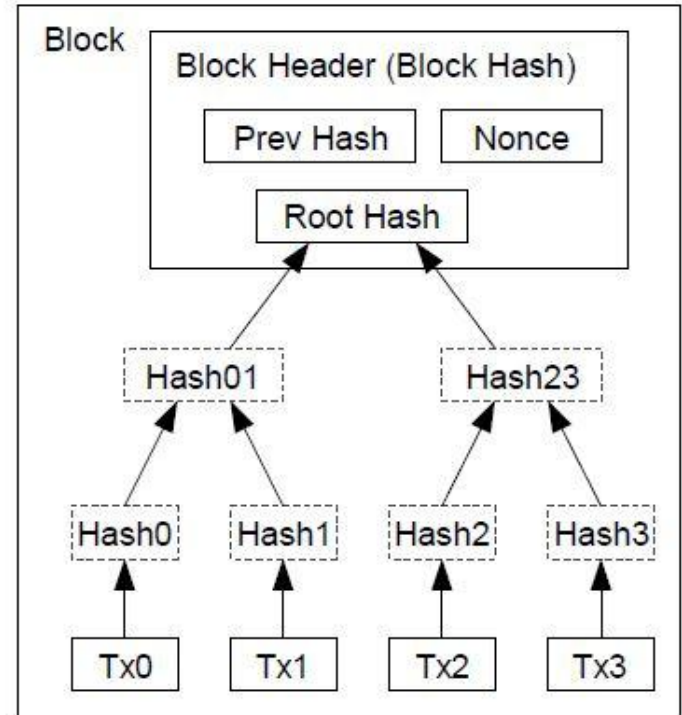 Block
Block Header (Block Hash)
Prev Hash Nonce
Root Hash
Hash01 Hash23
Hash0 Hash1 Hash2 Hash3
Tx0 Tx1 Tx2 Tx3